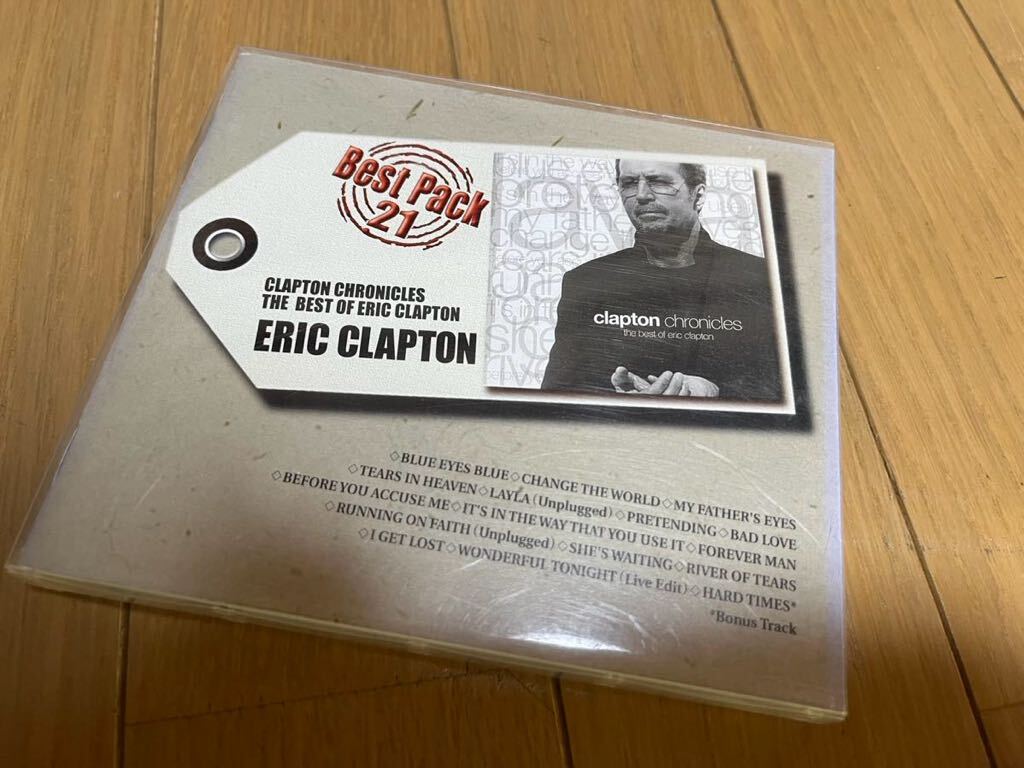 Best Pack
21
CLAPTON CHRONICLES
THE BEST OF ERIC CLAPTON
ERIC CLAPTON
clapton chronicles
the best of eric clapton
◇BLUE EYES BLUE◇CHANGE THE WORLD◇MY FATHER'S EYES
◇TEARS IN HEAVEN◇LAYLA (Unplugged)◇PRETENDING◇BAD LOVE
◇BEFORE YOU ACCUSE ME◇IT'S IN THE WAY THAT YOU USE IT◇FOREVER MAN
◇RUNNING ON FAITH (Unplugged)◇SHE'S WAITING◇RIVER OF TEARS
◇I GET LOST◇WONDERFUL TONIGHT (Live Edit)◇HARD TIMES*
*Bonus Track